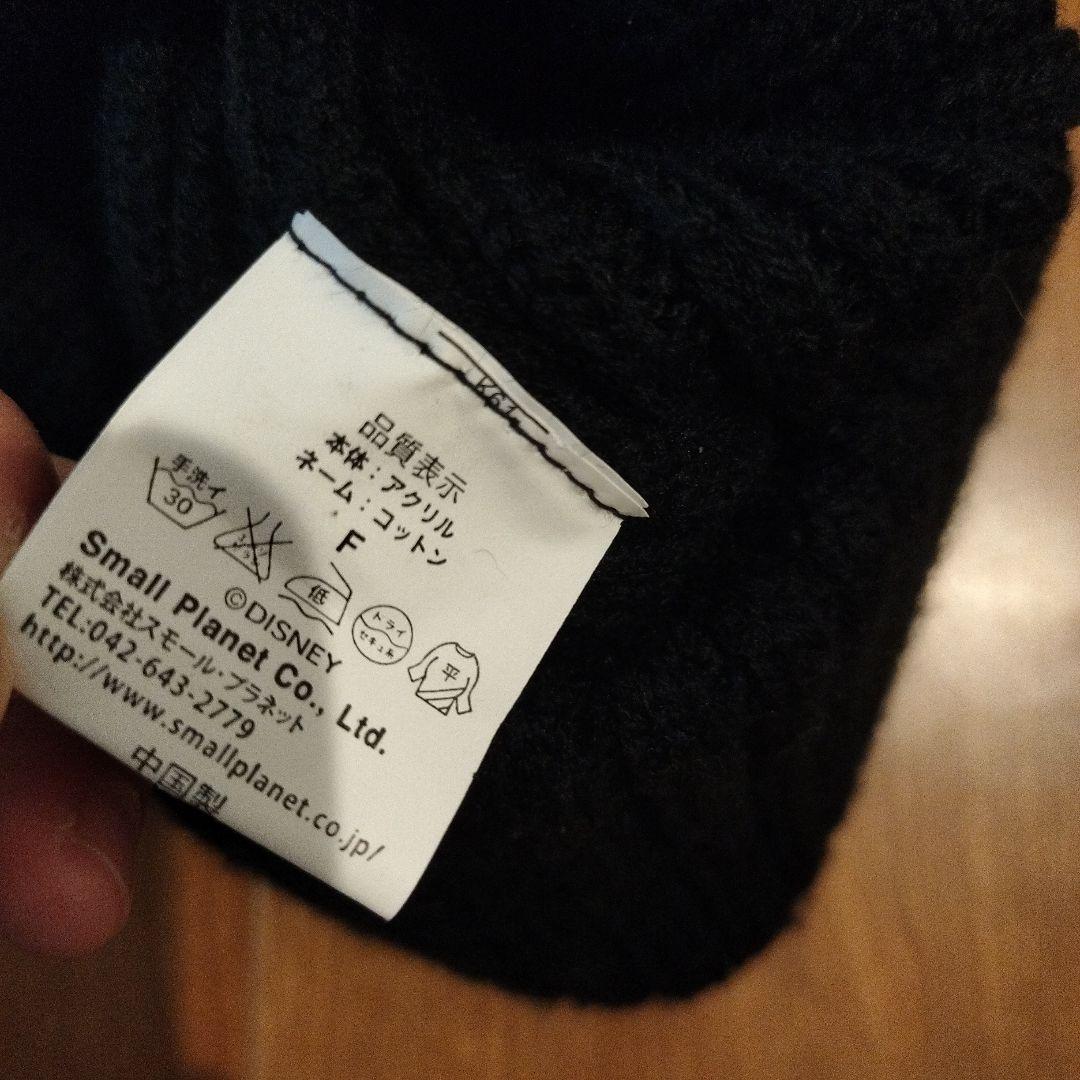 K61
品質表示
本体：アクリル
ネーム：コットン
F
手洗イ
30
低
ドライ
セキユ系
平
©DISNEY
Small Planet Co., Ltd.
株式会社スモール・プラネット
TEL:042-643-2779
http://www.smallplanet.co.jp/
中国製